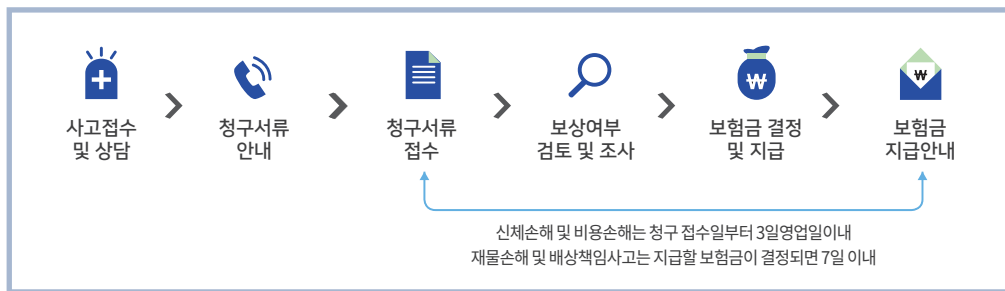 사고접수
및 상담
청구서류
안내
청구서류
접수
보상여부
검토 및 조사
보험금 결정
및 지급
보험금
지급안내
신체손해 및 비용손해는 청구 접수일부터 3일영업일이내
재물손해 및 배상책임사고는 지급할 보험금이 결정되면 7일 이내